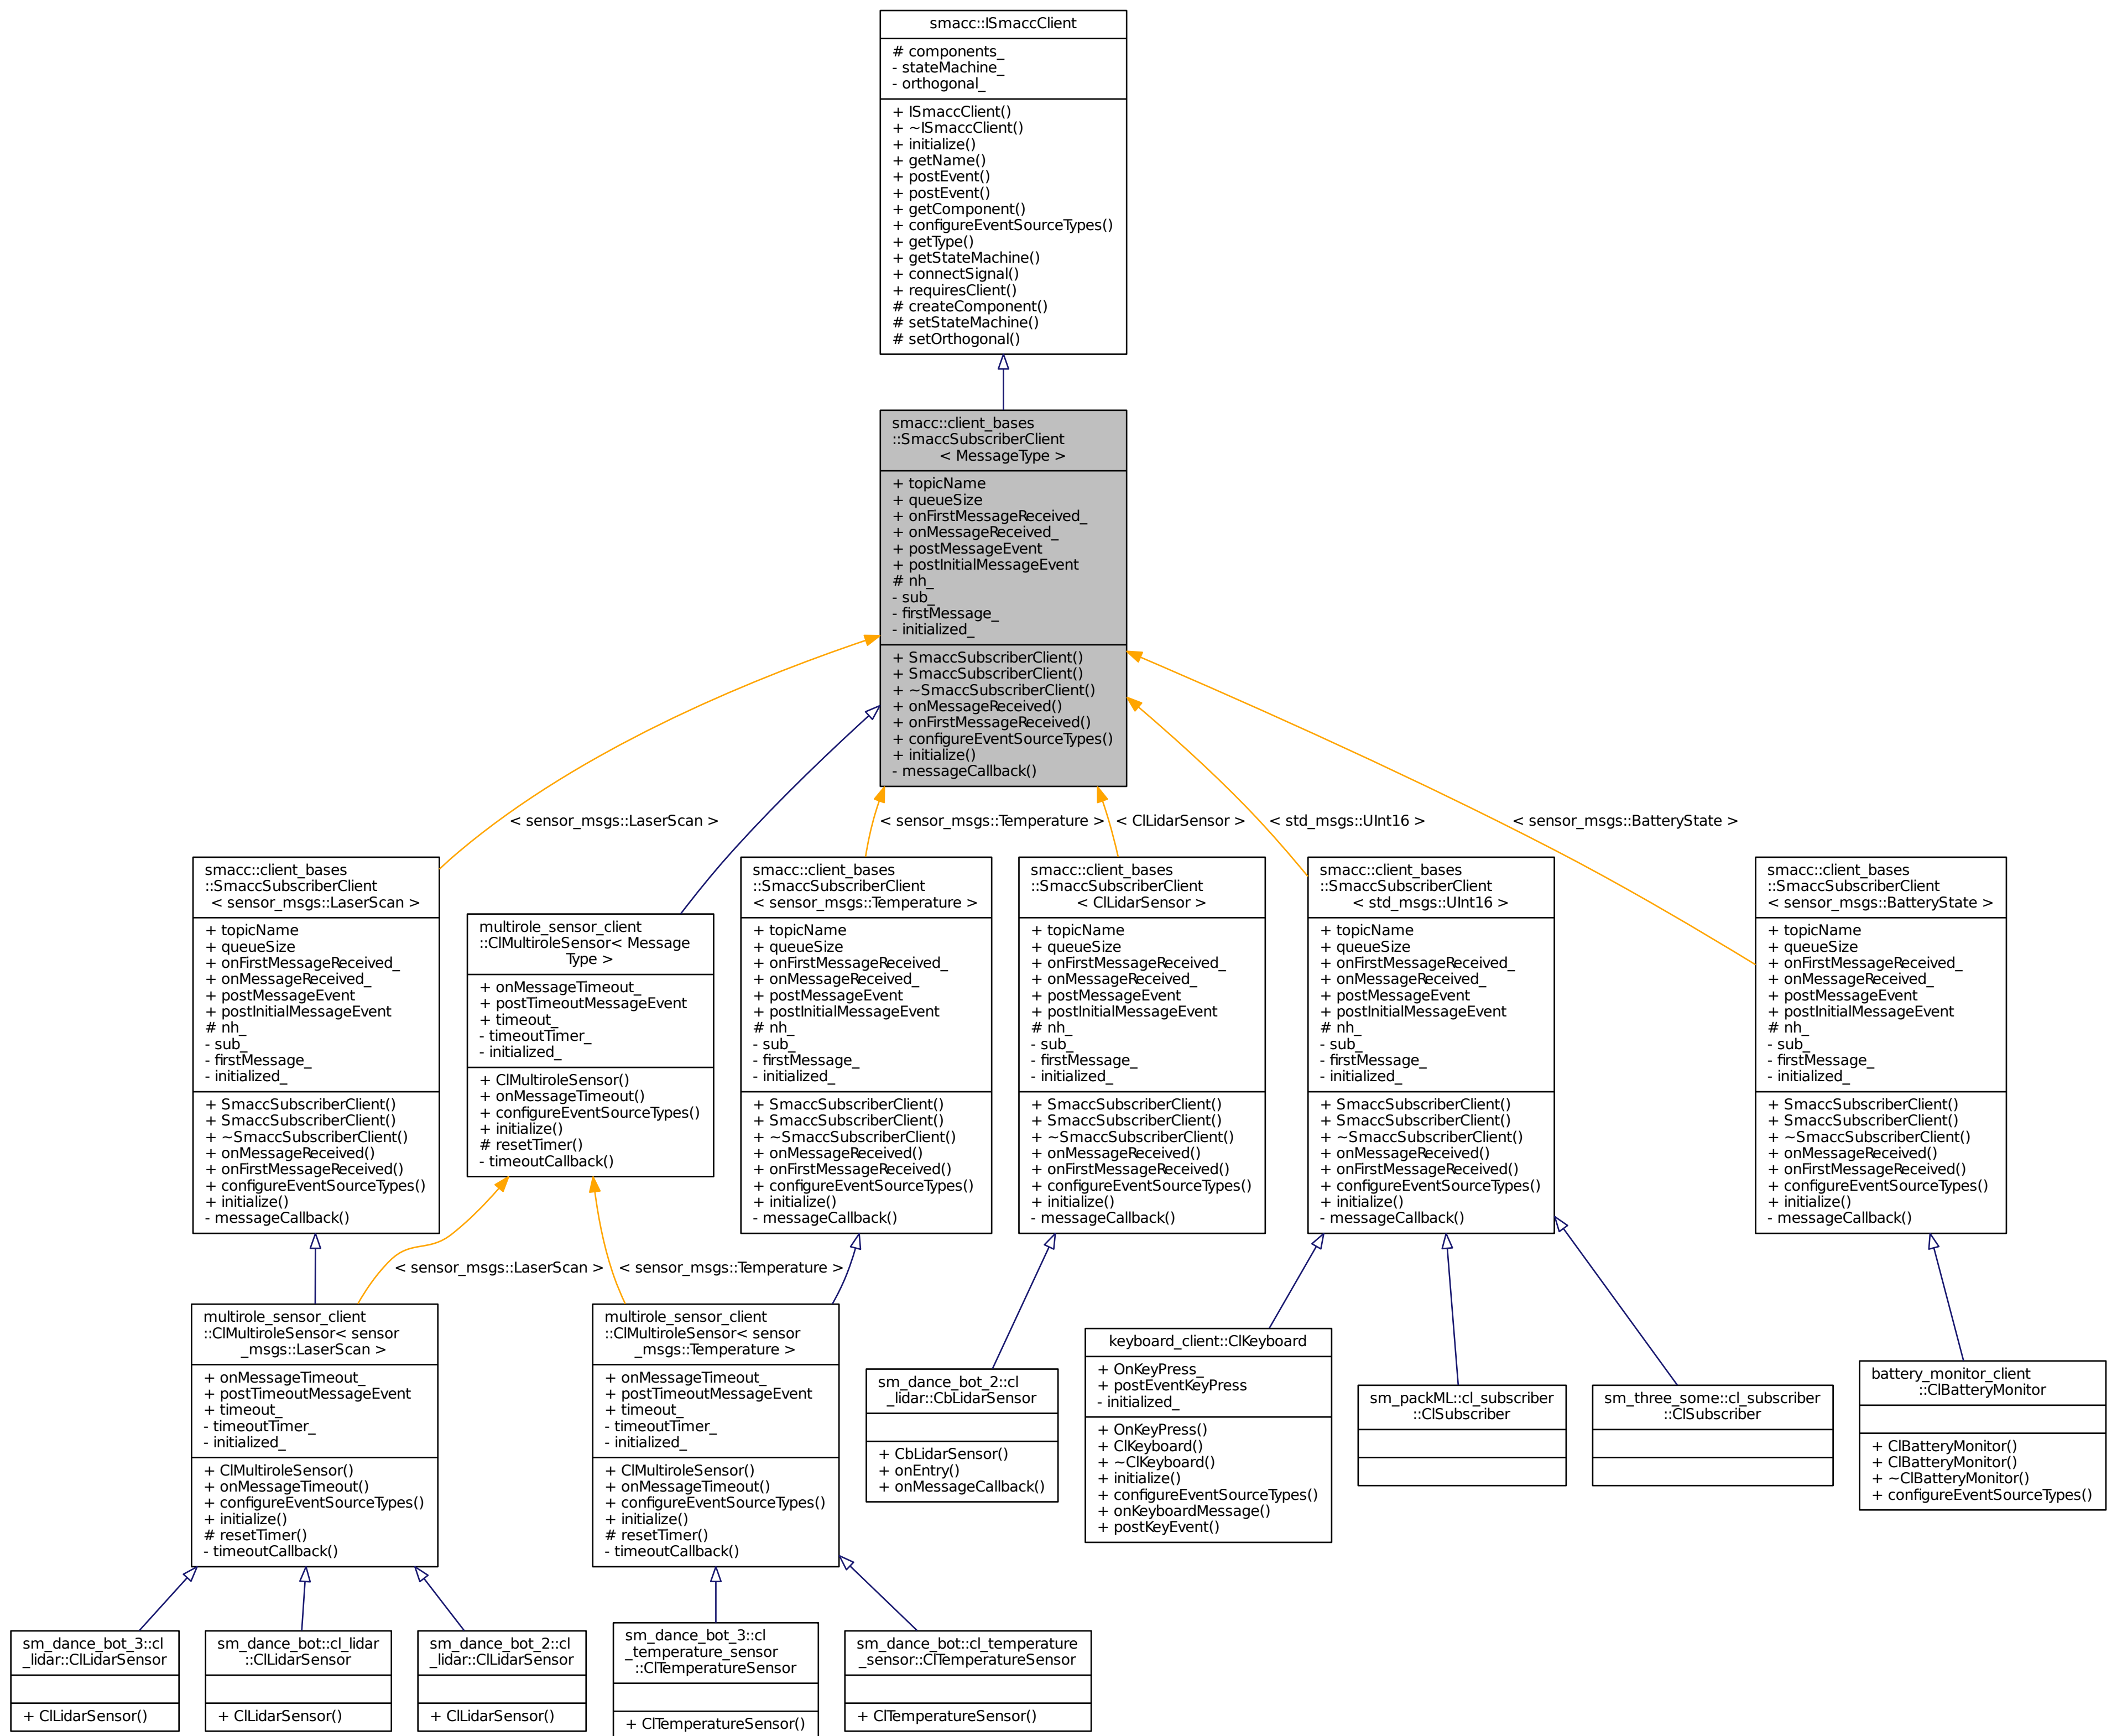 smacc::ISmaccClient
# components_
- stateMachine_
- orthogonal_
+ ISmaccClient()
+ ~ISmaccClient()
+ initialize()
+ getName()
+ postEvent()
+ postEvent()
+ getComponent()
+ configureEventSourceTypes()
+ getType()
+ getStateMachine()
+ connectSignal()
+ requiresClient()
# createComponent()
# setStateMachine()
# setOrthogonal()
smacc::client_bases
::SmaccSubscriberClient
< MessageType >
+ topicName
+ queueSize
+ onFirstMessageReceived_
+ onMessageReceived_
+ postMessageEvent
+ postInitialMessageEvent
# nh_
- sub_
- firstMessage_
- initialized_
+ SmaccSubscriberClient()
+ SmaccSubscriberClient()
+ ~SmaccSubscriberClient()
+ onMessageReceived()
+ onFirstMessageReceived()
+ configureEventSourceTypes()
+ initialize()
- messageCallback()
< sensor_msgs::LaserScan >
< sensor_msgs::Temperature >
< ClLidarSensor >
< std_msgs::UInt16 >
< sensor_msgs::BatteryState >
smacc::client_bases
::SmaccSubscriberClient
< sensor_msgs::LaserScan >
+ topicName
+ queueSize
+ onFirstMessageReceived_
+ onMessageReceived_
+ postMessageEvent
+ postInitialMessageEvent
# nh_
- sub_
- firstMessage_
- initialized_
+ SmaccSubscriberClient()
+ SmaccSubscriberClient()
+ ~SmaccSubscriberClient()
+ onMessageReceived()
+ onFirstMessageReceived()
+ configureEventSourceTypes()
+ initialize()
- messageCallback()
multirole_sensor_client
::ClMultiroleSensor< Message
Type >
+ onMessageTimeout_
+ postTimeoutMessageEvent
+ timeout_
- timeoutTimer_
- initialized_
+ ClMultiroleSensor()
+ onMessageTimeout()
+ configureEventSourceTypes()
+ initialize()
# resetTimer()
- timeoutCallback()
smacc::client_bases
::SmaccSubscriberClient
< sensor_msgs::Temperature >
+ topicName
+ queueSize
+ onFirstMessageReceived_
+ onMessageReceived_
+ postMessageEvent
+ postInitialMessageEvent
# nh_
- sub_
- firstMessage_
- initialized_
+ SmaccSubscriberClient()
+ SmaccSubscriberClient()
+ ~SmaccSubscriberClient()
+ onMessageReceived()
+ onFirstMessageReceived()
+ configureEventSourceTypes()
+ initialize()
- messageCallback()
smacc::client_bases
::SmaccSubscriberClient
< ClLidarSensor >
+ topicName
+ queueSize
+ onFirstMessageReceived_
+ onMessageReceived_
+ postMessageEvent
+ postInitialMessageEvent
# nh_
- sub_
- firstMessage_
- initialized_
+ SmaccSubscriberClient()
+ SmaccSubscriberClient()
+ ~SmaccSubscriberClient()
+ onMessageReceived()
+ onFirstMessageReceived()
+ configureEventSourceTypes()
+ initialize()
- messageCallback()
smacc::client_bases
::SmaccSubscriberClient
< std_msgs::UInt16 >
+ topicName
+ queueSize
+ onFirstMessageReceived_
+ onMessageReceived_
+ postMessageEvent
+ postInitialMessageEvent
# nh_
- sub_
- firstMessage_
- initialized_
+ SmaccSubscriberClient()
+ SmaccSubscriberClient()
+ ~SmaccSubscriberClient()
+ onMessageReceived()
+ onFirstMessageReceived()
+ configureEventSourceTypes()
+ initialize()
- messageCallback()
smacc::client_bases
::SmaccSubscriberClient
< sensor_msgs::BatteryState >
+ topicName
+ queueSize
+ onFirstMessageReceived_
+ onMessageReceived_
+ postMessageEvent
+ postInitialMessageEvent
# nh_
- sub_
- firstMessage_
- initialized_
+ SmaccSubscriberClient()
+ SmaccSubscriberClient()
+ ~SmaccSubscriberClient()
+ onMessageReceived()
+ onFirstMessageReceived()
+ configureEventSourceTypes()
+ initialize()
- messageCallback()
< sensor_msgs::LaserScan >
< sensor_msgs::Temperature >
multirole_sensor_client
::ClMultiroleSensor< sensor
_msgs::LaserScan >
+ onMessageTimeout_
+ postTimeoutMessageEvent
+ timeout_
- timeoutTimer_
- initialized_
+ ClMultiroleSensor()
+ onMessageTimeout()
+ configureEventSourceTypes()
+ initialize()
# resetTimer()
- timeoutCallback()
multirole_sensor_client
::ClMultiroleSensor< sensor
_msgs::Temperature >
+ onMessageTimeout_
+ postTimeoutMessageEvent
+ timeout_
- timeoutTimer_
- initialized_
+ ClMultiroleSensor()
+ onMessageTimeout()
+ configureEventSourceTypes()
+ initialize()
# resetTimer()
- timeoutCallback()
sm_dance_bot_2::cl
_lidar::CbLidarSensor
+ CbLidarSensor()
+ onEntry()
+ onMessageCallback()
keyboard_client::ClKeyboard
+ OnKeyPress_
+ postEventKeyPress
- initialized_
+ OnKeyPress()
+ ClKeyboard()
+ ~ClKeyboard()
+ initialize()
+ configureEventSourceTypes()
+ onKeyboardMessage()
+ postKeyEvent()
sm_packML::cl_subscriber
::ClSubscriber
sm_three_some::cl_subscriber
::ClSubscriber
battery_monitor_client
::ClBatteryMonitor
+ ClBatteryMonitor()
+ ClBatteryMonitor()
+ ~ClBatteryMonitor()
+ configureEventSourceTypes()
sm_dance_bot_3::cl
_lidar::ClLidarSensor
+ ClLidarSensor()
sm_dance_bot::cl_lidar
::ClLidarSensor
+ ClLidarSensor()
sm_dance_bot_2::cl
_lidar::ClLidarSensor
+ ClLidarSensor()
sm_dance_bot_3::cl
_temperature_sensor
::ClTemperatureSensor
+ ClTemperatureSensor()
sm_dance_bot::cl_temperature
_sensor::ClTemperatureSensor
+ ClTemperatureSensor()